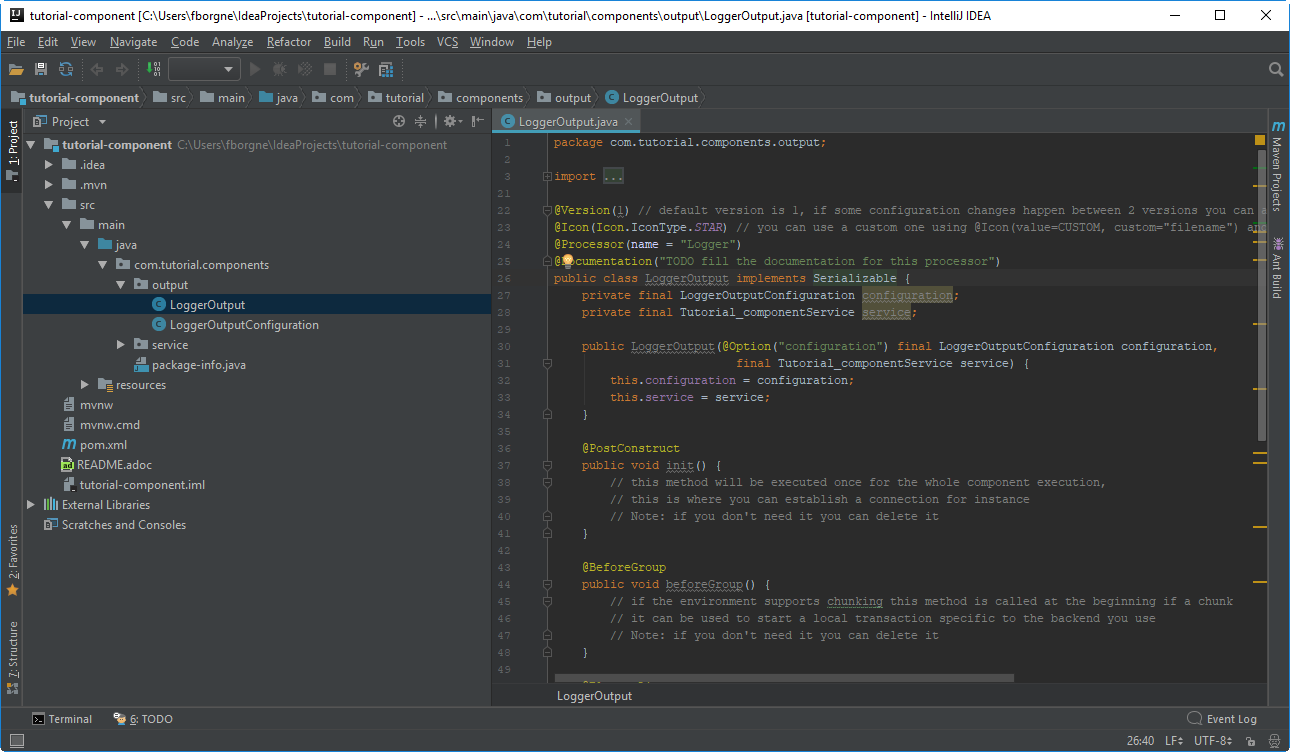 tutorial-component [C:\Users\fborgne\IdeaProjects\tutorial-component] - ...\src\main\java\com\tutorial\components\output\LoggerOutput.java [tutorial-component] - IntelliJ IDEA
File Edit View Navigate Code Analyze Refactor Build Run Tools VCS Window Help
tutorial-component src main java com tutorial components output LoggerOutput
1: Project
2: Favorites
7: Structure
Project
tutorial-component C:\Users\fborgne\IdeaProjects\tutorial-component
.idea
.mvn
src
main
java
com.tutorial.components
output
LoggerOutput
LoggerOutputConfiguration
service
package-info.java
resources
mvnw
mvnw.cmd
pom.xml
README.adoc
tutorial-component.iml
External Libraries
Scratches and Consoles
LoggerOutput.java
1 package com.tutorial.components.output;
2
3 import ...
21
22 @Version(1) // default version is 1, if some configuration changes happen between 2 versions you can a
23 @Icon(Icon.IconType.STAR) // you can use a custom one using @Icon(value=CUSTOM, custom="filename") and
24 @Processor(name = "Logger")
25 @ocumentation("TODO fill the documentation for this processor")
26 public class LoggerOutput implements Serializable {
27 private final LoggerOutputConfiguration configuration;
28 private final Tutorial_componentService service;
29
30 public LoggerOutput(@Option("configuration") final LoggerOutputConfiguration configuration,
31 final Tutorial_componentService service) {
32 this.configuration = configuration;
33 this.service = service;
34 }
35
36 @PostConstruct
37 public void init() {
38 // this method will be executed once for the whole component execution,
39 // this is where you can establish a connection for instance
40 // Note: if you don't need it you can delete it
41 }
42
43 @BeforeGroup
44 public void beforeGroup() {
45 // if the environment supports chunking this method is called at the beginning if a chunk
46 // it can be used to start a local transaction specific to the backend you use
47 // Note: if you don't need it you can delete it
48 }
49
LoggerOutput
Maven Projects
Ant Build
Terminal 6: TODO Event Log
26:40 LF UTF-8